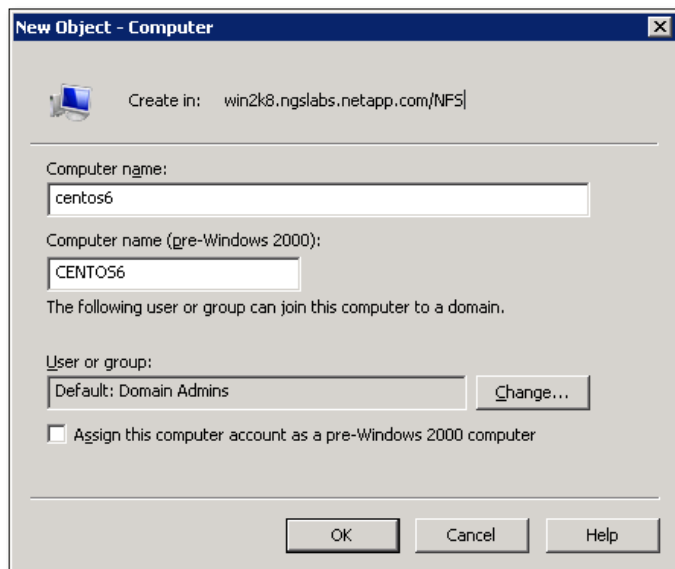 New Object - Computer
Create in: win2k8.ngslabs.netapp.com/NFS
Computer name:
centos6
Computer name (pre-Windows 2000):
CENTOS6
The following user or group can join this computer to a domain.
User or group:
Default: Domain Admins
Change...
Assign this computer account as a pre-Windows 2000 computer
OK Cancel Help